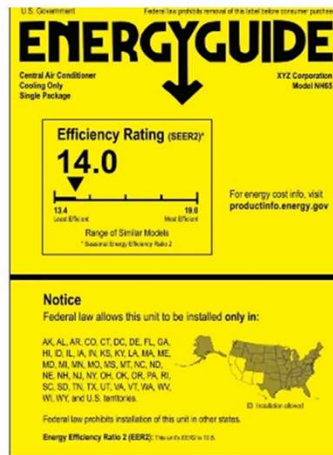 U.S. Government Federal law prohibits removal of this label before consumer purchase
ENERGYGUIDE
Central Air Conditioner
Cooling Only
Single Package
XYZ Corporation
Model NH65
Efficiency Rating (SEER2)*
14.0
13.4 19.0
Least Efficient Most Efficient
Range of Similar Models
* Seasonal Energy Efficiency Ratio 2
For energy cost info, visit
productinfo.energy.gov
Notice
Federal law allows this unit to be installed only in:
AK, AL, AR, CO, CT, DC, DE, FL, GA,
HI, ID, IL, IA, IN, KS, KY, LA, MA, ME,
MD, MI, MN, MO, MS, MT, NC, ND,
NE, NH, NJ, NY, OH, OK, OR, PA, RI,
SC, SD, TN, TX, UT, VA, VT, WA, WV,
WI, WY, and U.S. territories.
Installation allowed
Federal law prohibits installation of this unit in other states.
Energy Efficiency Ratio 2 (EER2): This unit's EER2 is